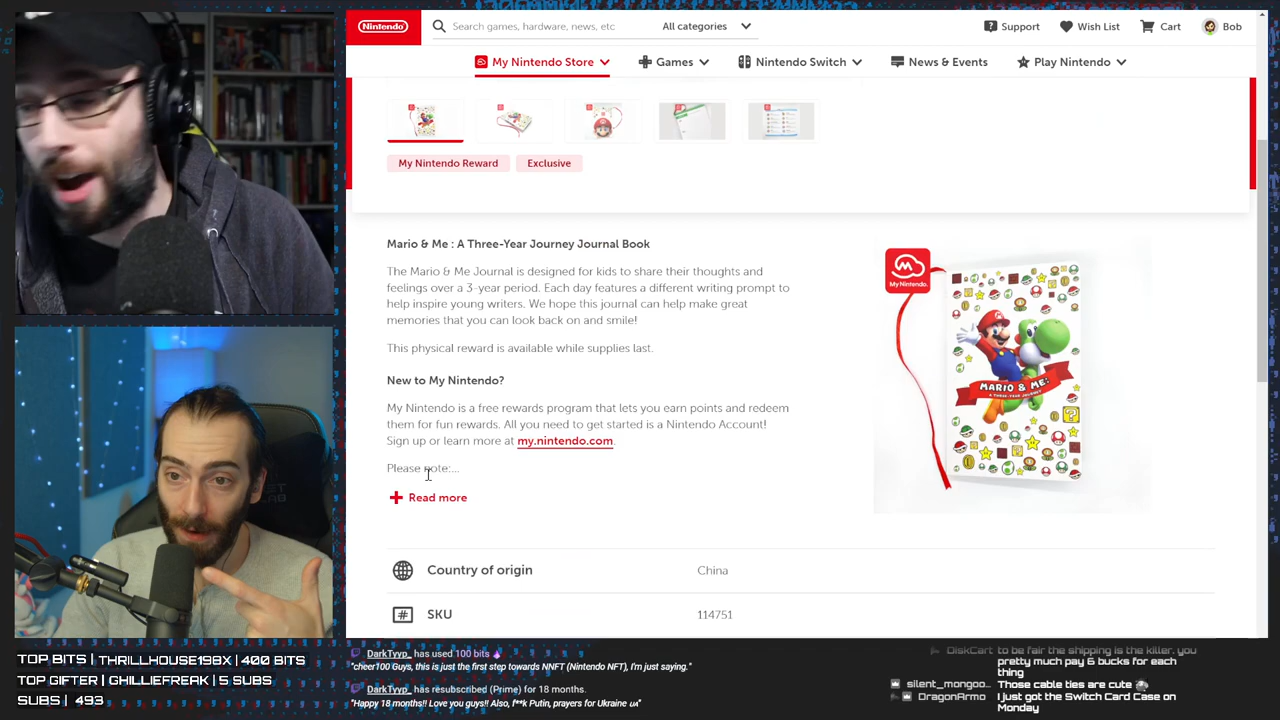 Nintendo
Search games, hardware, news, etc
All categories
Support
Wish List
Cart
Bob
My Nintendo Store
Games
Nintendo Switch
News & Events
Play Nintendo
My Nintendo Reward
Exclusive
Mario & Me : A Three-Year Journey Journal Book
The Mario & Me Journal is designed for kids to share their thoughts and
feelings over a 3-year period. Each day features a different writing prompt to
help inspire young writers. We hope this journal can help make great
memories that you can look back on and smile!
This physical reward is available while supplies last.
New to My Nintendo?
My Nintendo is a free rewards program that lets you earn points and redeem
them for fun rewards. All you need to get started is a Nintendo Account!
Sign up or learn more at my.nintendo.com.
Please note:...
Read more
My Nintendo
MARIO & ME:
A THREE-YEAR JOURNEY
Country of origin
China
SKU
114751
TOP BITS | THRILLHOUSE198X | 400 BITS
TOP GIFTER | GHILLIEFREAK | 5 SUBS
SUBS | 493
DarkTyyp_ has used 100 bits
"cheer100 Guys, this is just the first step towards NNFT (Nintendo NFT), I'm just saying."
DarkTyyp_ has resubscribed (Prime) for 18 months.
"Happy 18 months!! Love you guys!! Also, f**k Putin, prayers for Ukraine UA"
DiskCart to be fair the shipping is the killer. you
pretty much pay 6 bucks for each
thing
silent_mongoo... Those cable ties are cute
DragonArmo I just got the Switch Card Case on
Monday